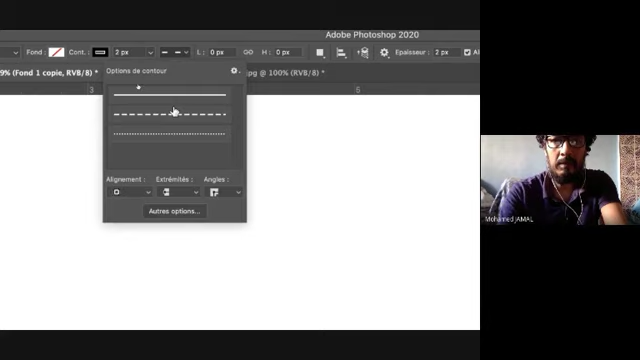 Adobe Photoshop 2020
Fond : Cont. : 2 px L : 0 px H : 0 px Epaisseur : 2 px
9% (Fond 1 copie, RVB/8) * .jpg @ 100% (RVB/8) *
Options de contour
3 5
Alignement : Extrémités : Angles :
Autres options...
Mohamed JAMAL